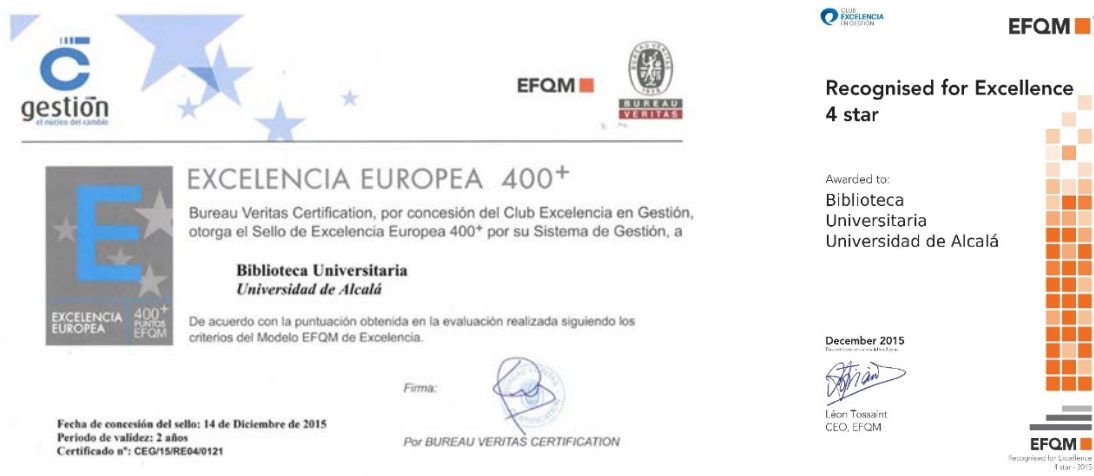 gestión
el núcleo del cambio
EFQM
BUREAU
VERITAS
EXCELENCIA EUROPEA 400+
Bureau Veritas Certification, por concesión del Club Excelencia en Gestión,
otorga el Sello de Excelencia Europea 400+ por su Sistema de Gestión, a
Biblioteca Universitaria
Universidad de Alcalá
EXCELENCIA
EUROPEA
400+
PUNTOS
EFQM
De acuerdo con la puntuación obtenida en la evaluación realizada siguiendo los
criterios del Modelo EFQM de Excelencia.
Firma:
Fecha de concesión del sello: 14 de Diciembre de 2015
Periodo de validez: 2 años
Certificado nº: CEG/15/RE04/0121
Por BUREAU VERITAS CERTIFICATION
CLUB
EXCELENCIA
EN GESTIÓN
EFQM
Recognised for Excellence
4 star
Awarded to:
Biblioteca
Universitaria
Universidad de Alcalá
December 2015
Léon Tossaint
CEO, EFQM
EFQM
Recognised for Excellence
4 star - 2015